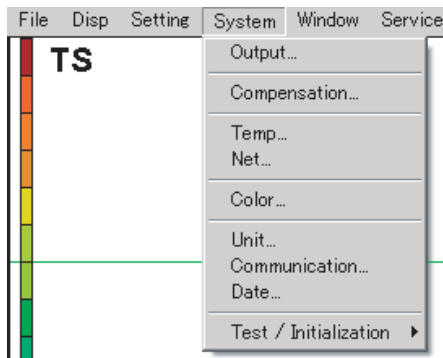 File Disp Setting System Window Service
TS
Output...
Compensation...
Temp...
Net...
Color...
Unit...
Communication...
Date...
Test / Initialization